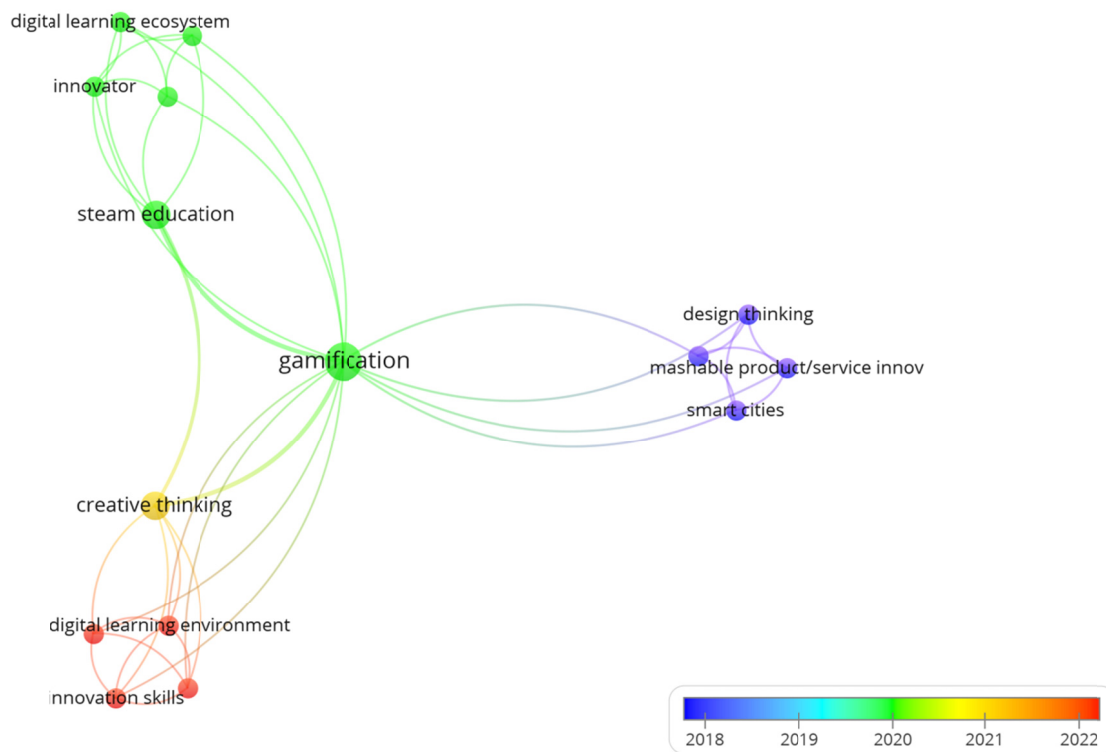 digital learning ecosystem
innovator
steam education
design thinking
gamification
mashable product/service innov
smart cities
creative thinking
digital learning environment
innovation skills
2018 2019 2020 2021 2022